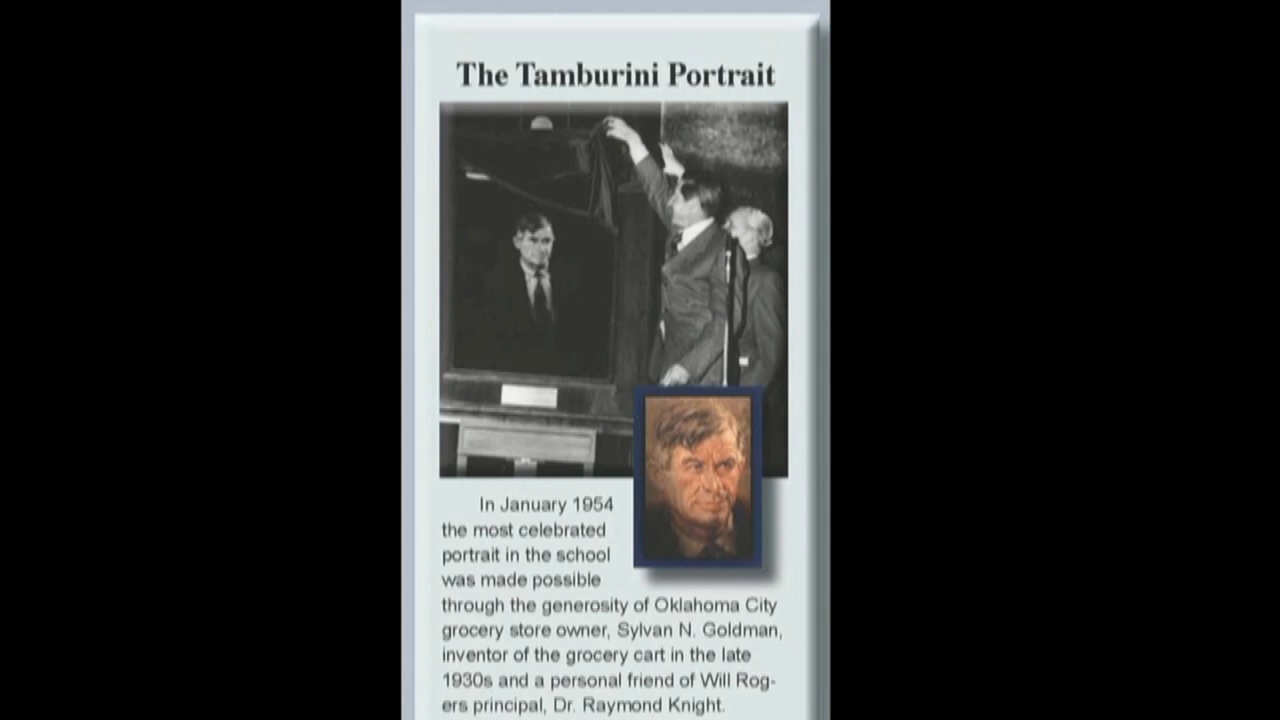 The Tamburini Portrait
In January 1954
the most celebrated
portrait in the school
was made possible
through the generosity of Oklahoma City
grocery store owner, Sylvan N. Goldman,
inventor of the grocery cart in the late
1930s and a personal friend of Will Rog-
ers principal, Dr. Raymond Knight.